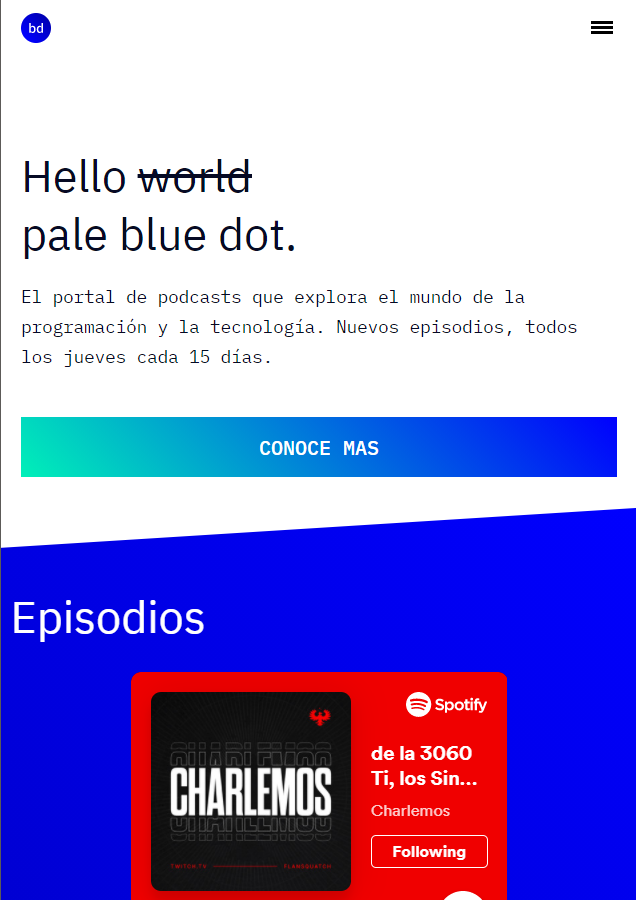 bd
Hello world
pale blue dot.
El portal de podcasts que explora el mundo de la
programación y la tecnología. Nuevos episodios, todos
los jueves cada 15 días.
CONOCE MAS
Episodios
Spotify
CHARLEMOS
CHARLEMOS
CHARLEMOS
TWITCH.TV
FLANSQUATCH
de la 3060
Ti, los Sin...
Charlemos
Following